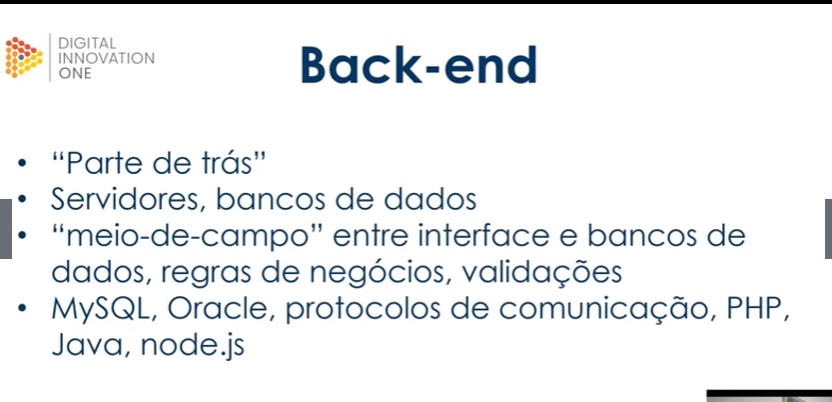 DIGITAL
INNOVATION
ONE
Back-end
• “Parte de trás”
• Servidores, bancos de dados
• “meio-de-campo” entre interface e bancos de
dados, regras de negócios, validações
• MySQL, Oracle, protocolos de comunicação, PHP,
Java, node.js